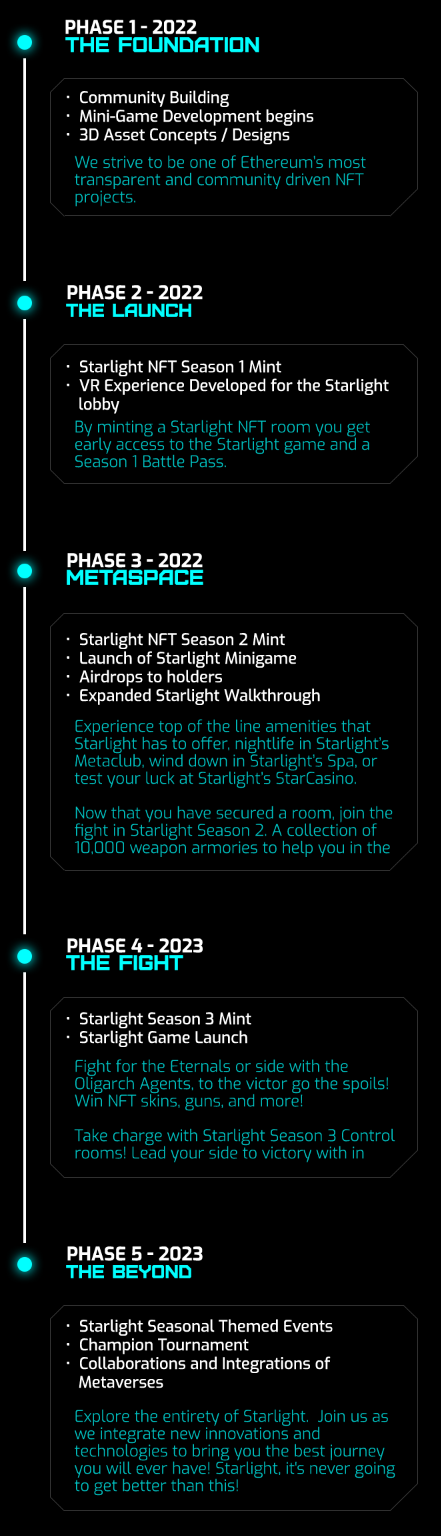 PHASE 1 - 2022
THE FOUNDATION
· Community Building
· Mini-Game Development begins
· 3D Asset Concepts / Designs
We strive to be one of Ethereum's most
transparent and community driven NFT
projects.
PHASE 2 - 2022
THE LAUNCH
· Starlight NFT Season 1 Mint
· VR Experience Developed for the Starlight
lobby
By minting a Starlight NFT room you get
early access to the Starlight game and a
Season 1 Battle Pass.
PHASE 3 - 2022
METASPACE
· Starlight NFT Season 2 Mint
· Launch of Starlight Minigame
· Airdrops to holders
· Expanded Starlight Walkthrough
Experience top of the line amenities that
Starlight has to offer, nightlife in Starlight's
Metaclub, wind down in Starlight's Spa, or
test your luck at Starlight's StarCasino.
Now that you have secured a room, join the
fight in Starlight Season 2. A collection of
10,000 weapon armories to help you in the
PHASE 4 - 2023
THE FIGHT
· Starlight Season 3 Mint
· Starlight Game Launch
Fight for the Eternals or side with the
Oligarch Agents, to the victor go the spoils!
Win NFT skins, guns, and more!
Take charge with Starlight Season 3 Control
rooms! Lead your side to victory with in
PHASE 5 - 2023
THE BEYOND
· Starlight Seasonal Themed Events
· Champion Tournament
· Collaborations and Integrations of
Metaverses
Explore the entirety of Starlight. Join us as
we integrate new innovations and
technologies to bring you the best journey
you will ever have! Starlight, it's never going
to get better than this!